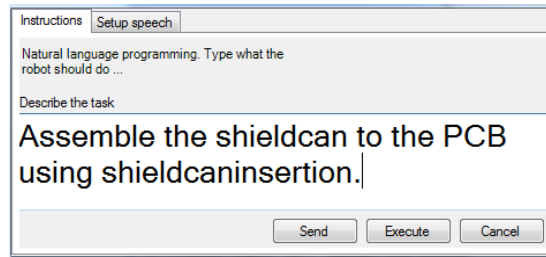 Instructions Setup speech
Natural language programming. Type what the
robot should do ...
Describe the task
Assemble the shieldcan to the PCB
using shieldcaninsertion.
Send Execute Cancel